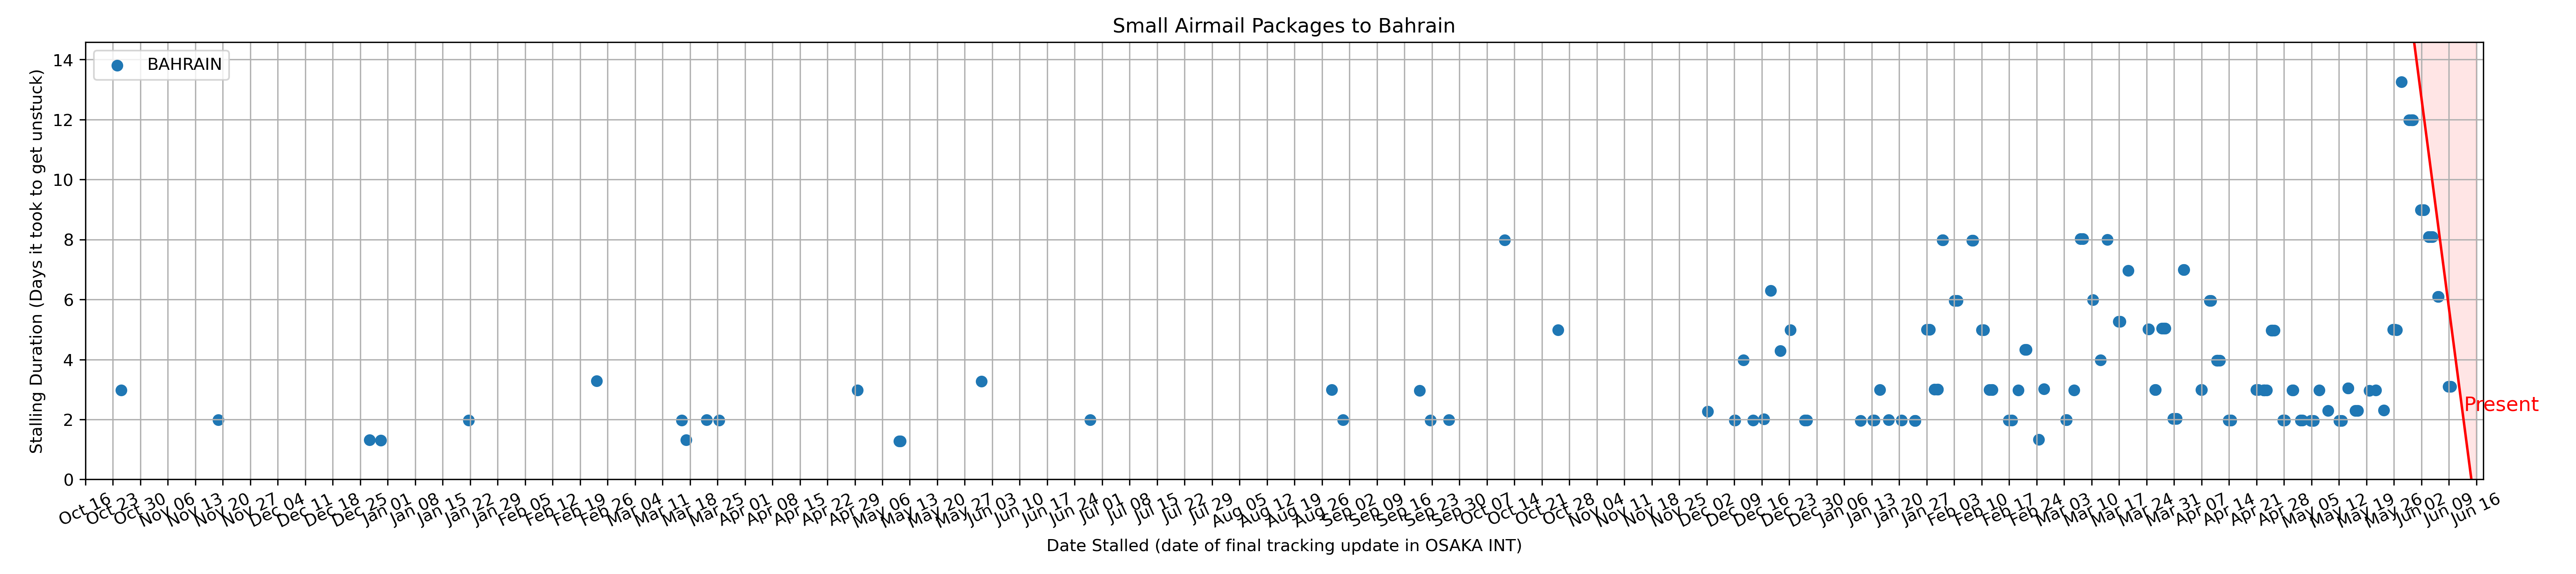 Small Airmail Packages to Bahrain
BAHRAIN
Stalling Duration (Days it took to get unstuck)
14
12
10
8
6
4
2
0
Present
Oct 16
Oct 23
Oct 30
Nov 06
Nov 13
Nov 20
Nov 27
Dec 04
Dec 11
Dec 18
Dec 25
Jan 01
Jan 08
Jan 15
Jan 22
Jan 29
Feb 05
Feb 12
Feb 19
Feb 26
Mar 04
Mar 11
Mar 18
Mar 25
Apr 01
Apr 08
Apr 15
Apr 22
Apr 29
May 06
May 13
May 20
May 27
Jun 03
Jun 10
Jun 17
Jun 24
Jul 01
Jul 08
Jul 15
Jul 22
Jul 29
Aug 05
Aug 12
Aug 19
Aug 26
Sep 02
Sep 09
Sep 16
Sep 23
Sep 30
Oct 07
Oct 14
Oct 21
Oct 28
Nov 04
Nov 11
Nov 18
Nov 25
Dec 02
Dec 09
Dec 16
Dec 23
Dec 30
Jan 06
Jan 13
Jan 20
Jan 27
Feb 03
Feb 10
Feb 17
Feb 24
Mar 03
Mar 10
Mar 17
Mar 24
Mar 31
Apr 07
Apr 14
Apr 21
Apr 28
May 05
May 12
May 19
May 26
Jun 02
Jun 09
Jun 16
Date Stalled (date of final tracking update in OSAKA INT)